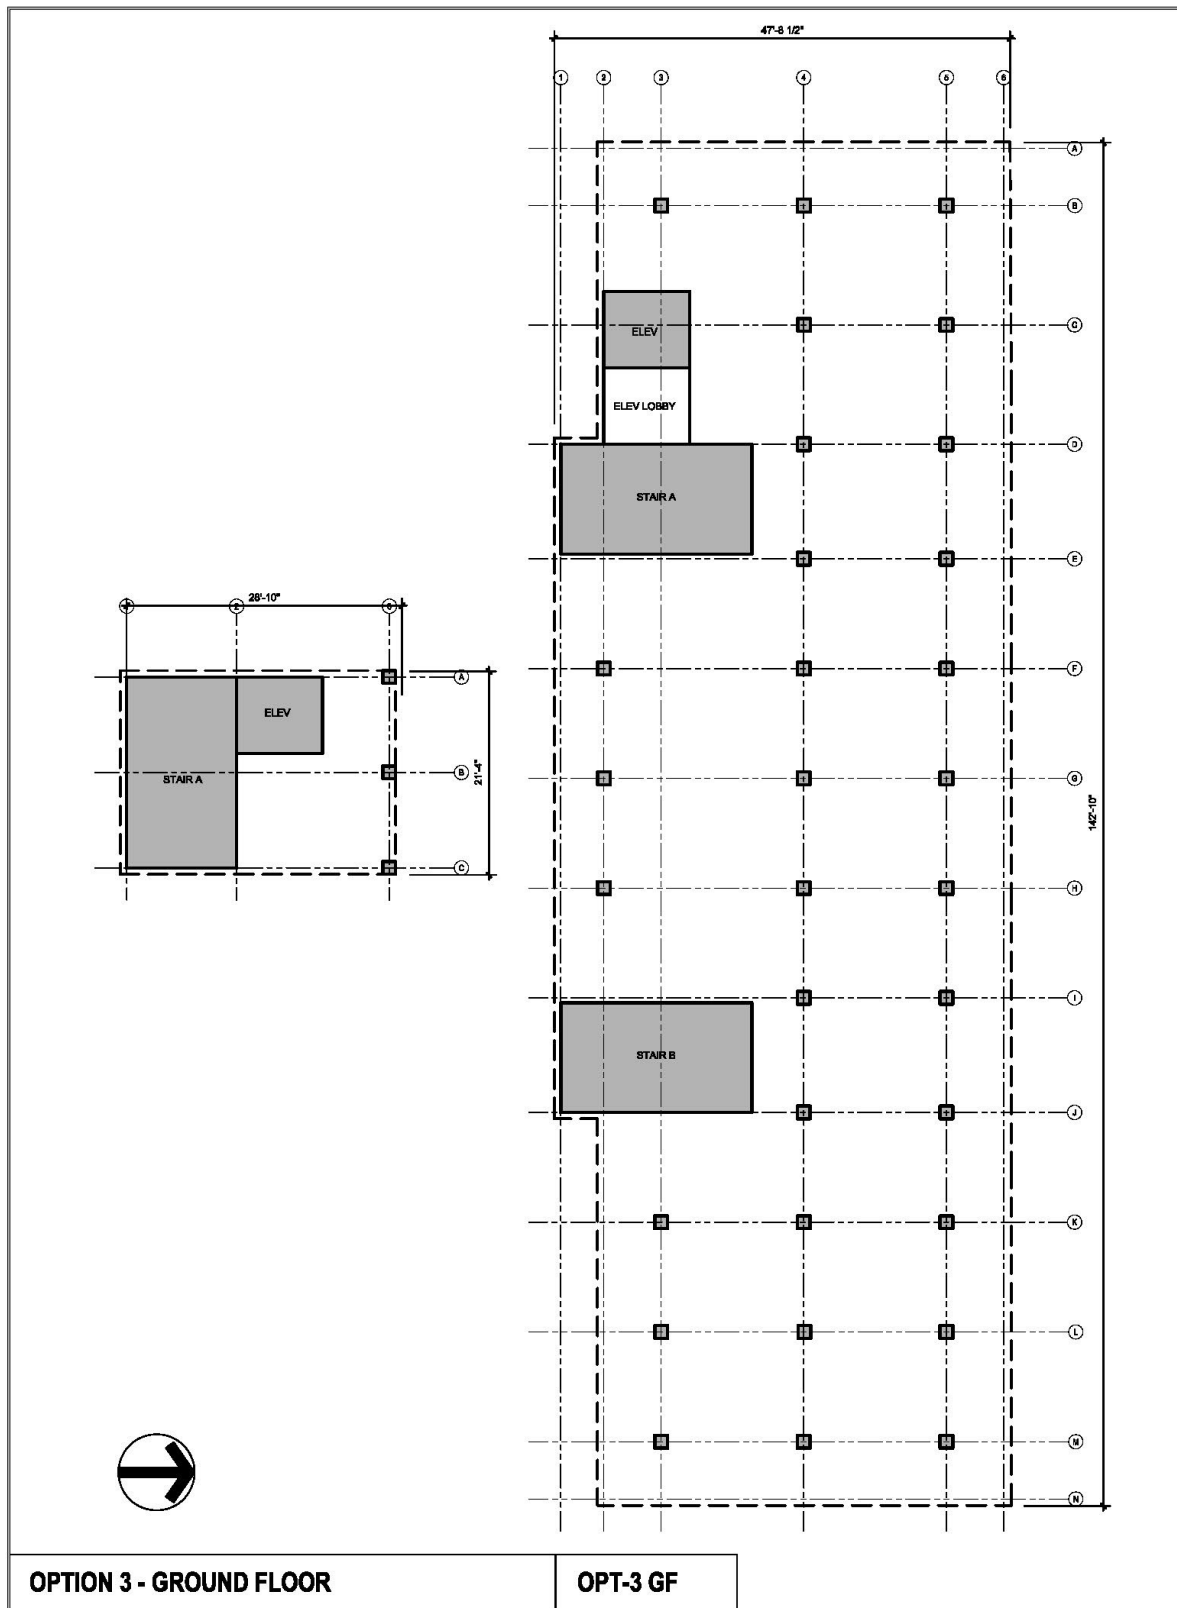 47'-8 1/2"
1
2
3
4
5
6
A
B
C
ELEV
ELEV LOBBY
D
STAIR A
E
28'-10"
2
F
A
ELEV
STAIR A
B
21'-4"
G
142'-10"
C
H
I
STAIR B
J
K
L
M
N
OPTION 3 - GROUND FLOOR
OPT-3 GF